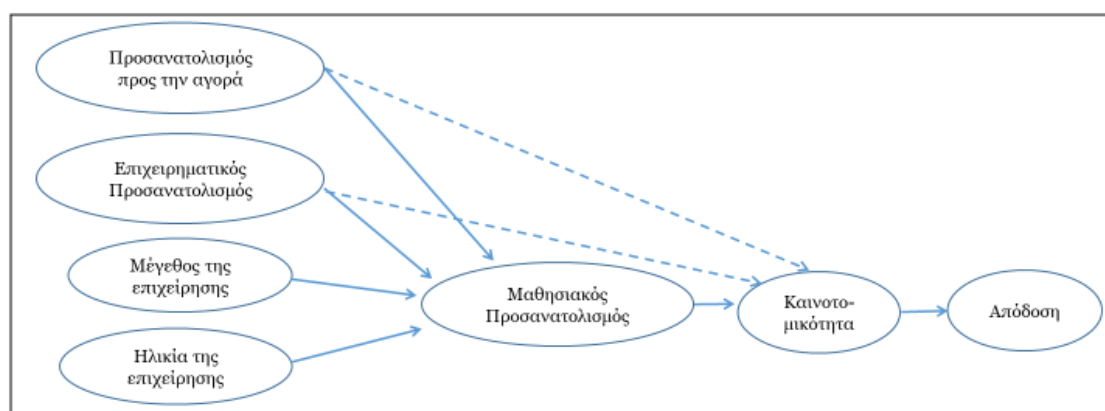 Προσανατολισμός
προς την αγορά
Επιχειρηματικός
Προσανατολισμός
Μέγεθος της
επιχείρησης
Ηλικία της
επιχείρησης
Μαθησιακός
Προσανατολισμός
Καινοτο-
μικότητα
Απόδοση